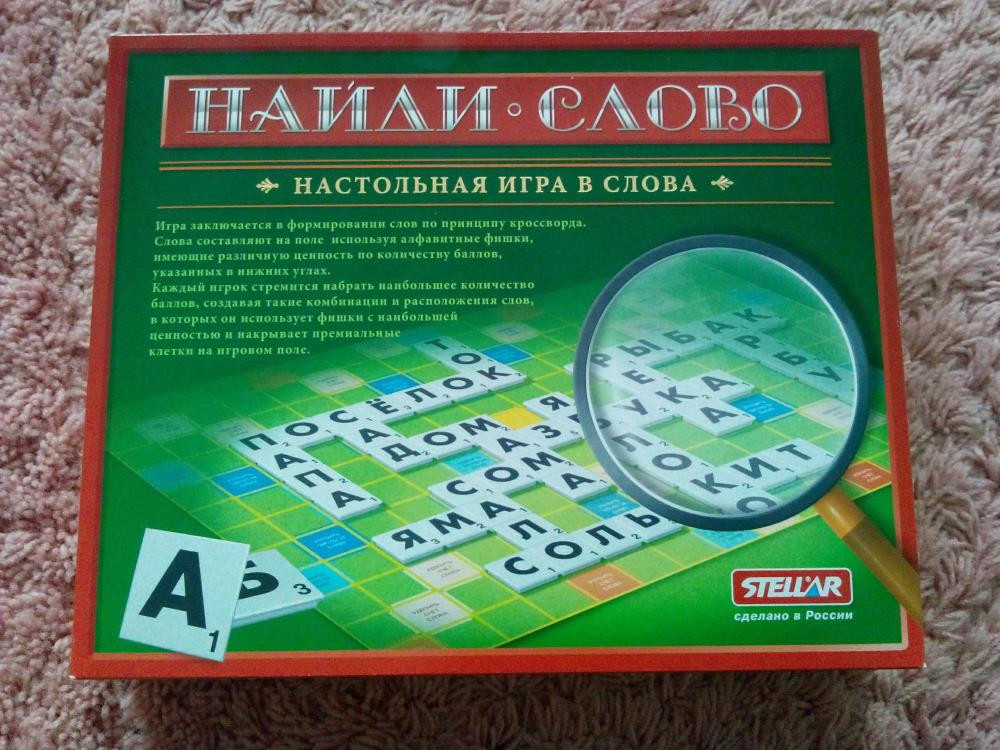 НАЙДИ СЛОВО
НАСТОЛЬНАЯ ИГРА В СЛОВА
Игра заключается в формировании слов по принципу кроссворда.
Слова составляют на поле используя алфавитные фишки,
имеющие различную ценность по количеству баллов,
указанных в нижних углах.
Каждый игрок стремится набрать наибольшее количество
баллов, создавая такие комбинации и расположения слов,
в которых он использует фишки с наибольшей
ценностью и накрывает премиальные
клетки на игровом поле.
РЫБАК
ПОСЁЛОК
РУКА
ПАПА
ДОМ
КИТ
СОМ
ЯМА
СОЛЬ
А 1
Б 3
STELLAR
сделано в России